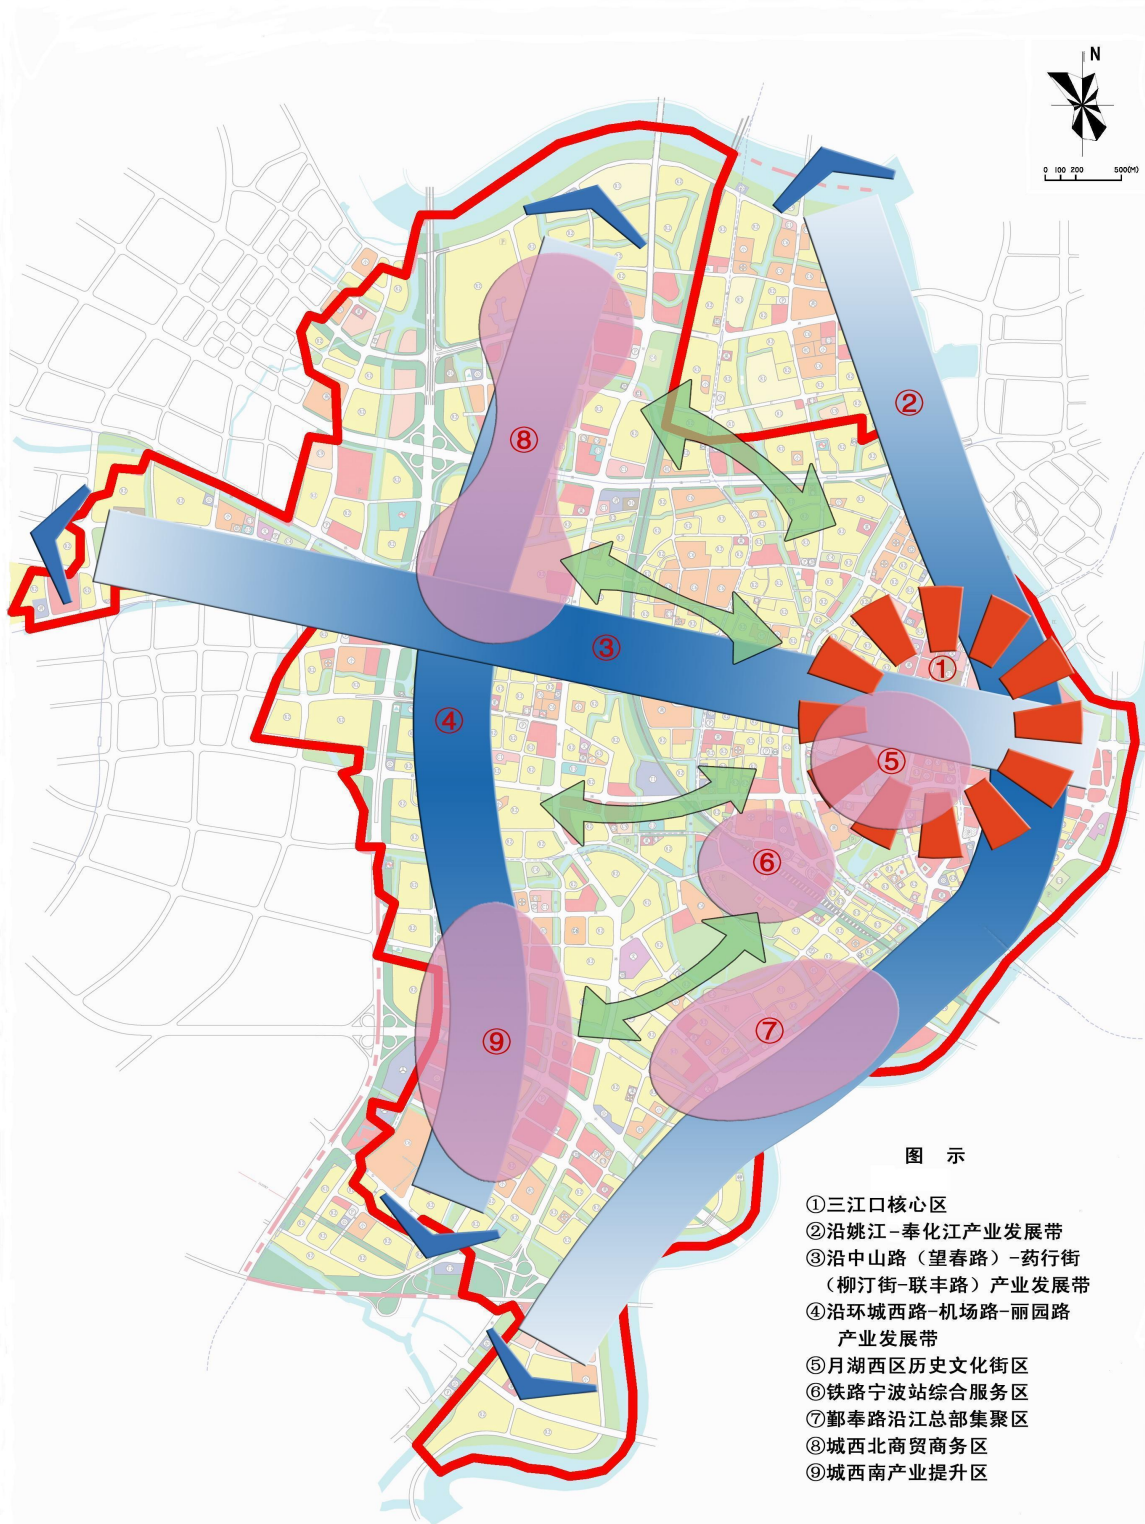 N
0 100 200 500(M)
⑧
②
③
①
④
⑤
⑥
⑦
⑨
图 示
①三江口核心区
②沿姚江-奉化江产业发展带
③沿中山路（望春路）-药行街
（柳汀街-联丰路）产业发展带
④沿环城西路-机场路-丽园路
产业发展带
⑤月湖西区历史文化街区
⑥铁路宁波站综合服务区
⑦鄞奉路沿江总部集聚区
⑧城西北商贸商务区
⑨城西南产业提升区